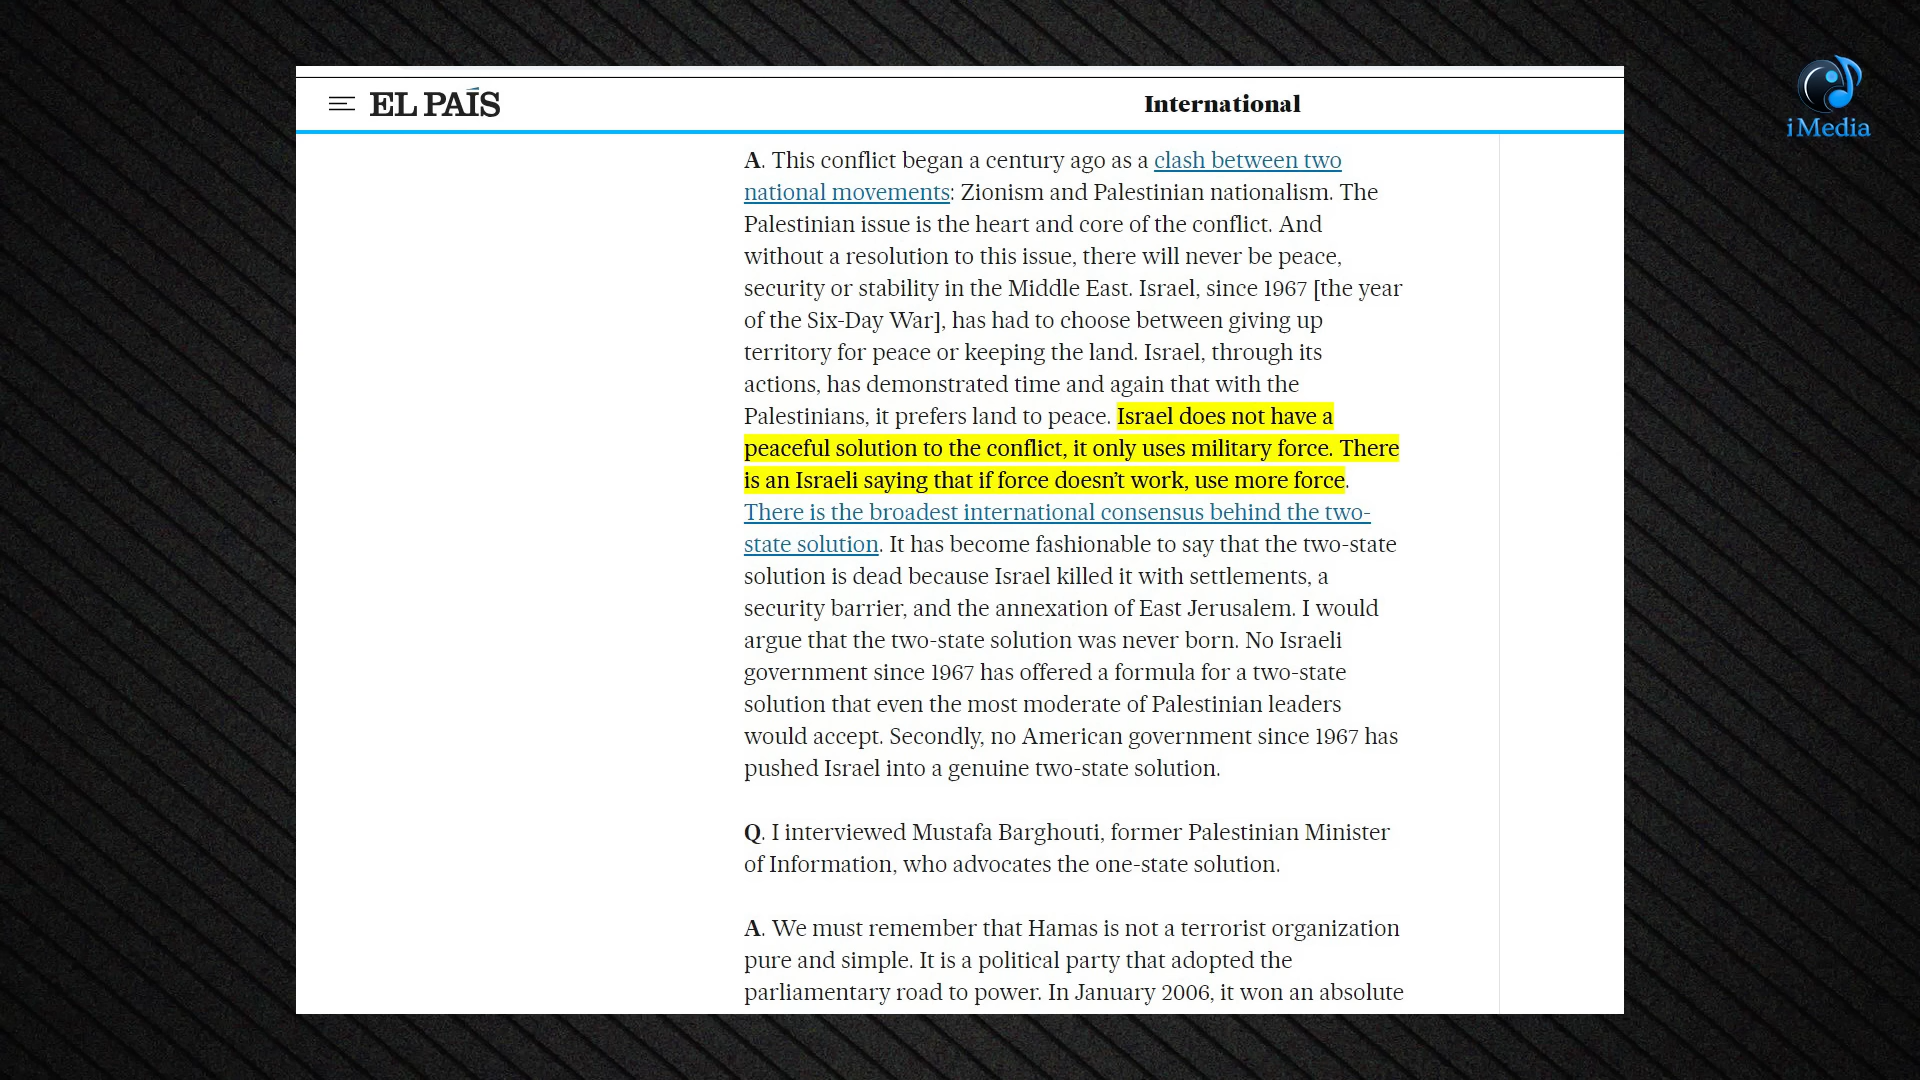 EL PAÍS
International
iMedia
A. This conflict began a century ago as a clash between two
national movements: Zionism and Palestinian nationalism. The
Palestinian issue is the heart and core of the conflict. And
without a resolution to this issue, there will never be peace,
security or stability in the Middle East. Israel, since 1967 [the year
of the Six-Day War], has had to choose between giving up
territory for peace or keeping the land. Israel, through its
actions, has demonstrated time and again that with the
Palestinians, it prefers land to peace. Israel does not have a
peaceful solution to the conflict, it only uses military force. There
is an Israeli saying that if force doesn’t work, use more force.
There is the broadest international consensus behind the two-
state solution. It has become fashionable to say that the two-state
solution is dead because Israel killed it with settlements, a
security barrier, and the annexation of East Jerusalem. I would
argue that the two-state solution was never born. No Israeli
government since 1967 has offered a formula for a two-state
solution that even the most moderate of Palestinian leaders
would accept. Secondly, no American government since 1967 has
pushed Israel into a genuine two-state solution.
Q. I interviewed Mustafa Barghouti, former Palestinian Minister
of Information, who advocates the one-state solution.
A. We must remember that Hamas is not a terrorist organization
pure and simple. It is a political party that adopted the
parliamentary road to power. In January 2006, it won an absolute